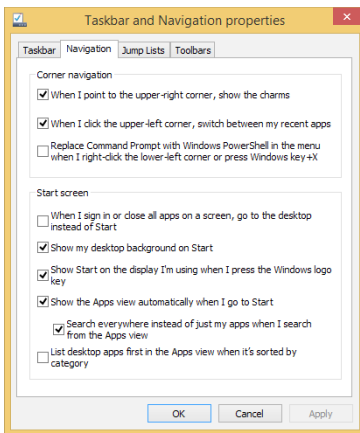 Taskbar and Navigation properties
Taskbar Navigation Jump Lists Toolbars
Corner navigation
When I point to the upper-right corner, show the charms
When I click the upper-left corner, switch between my recent apps
Replace Command Prompt with Windows PowerShell in the menu
when I right-click the lower-left corner or press Windows key+X
Start screen
When I sign in or close all apps on a screen, go to the desktop
instead of Start
Show my desktop background on Start
Show Start on the display I'm using when I press the Windows logo
key
Show the Apps view automatically when I go to Start
Search everywhere instead of just my apps when I search
from the Apps view
List desktop apps first in the Apps view when it's sorted by
category
OK Cancel Apply